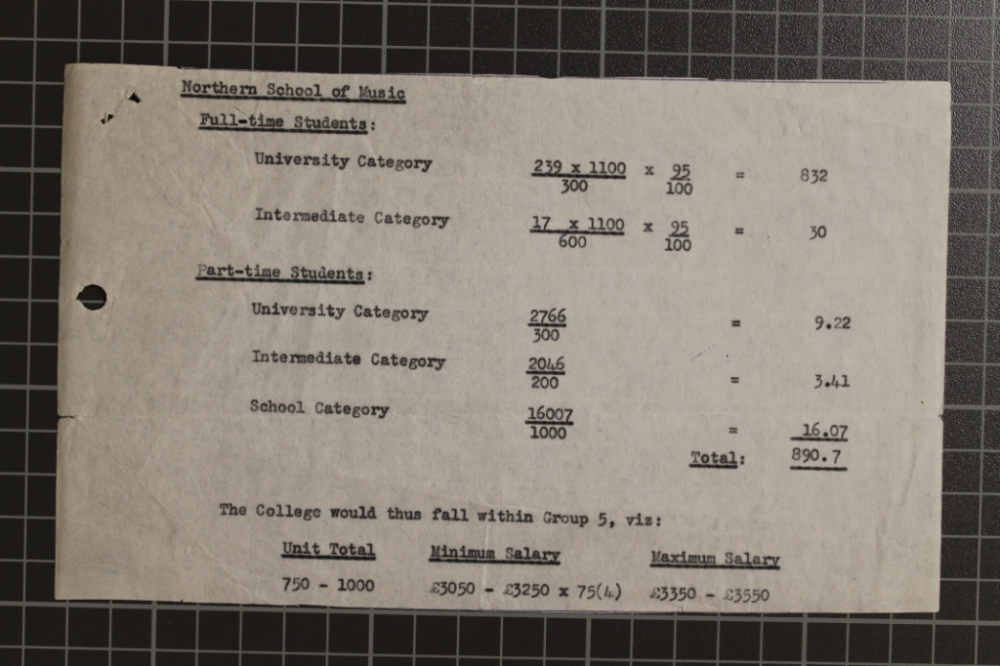 Northern School of Music
Full-time Students:
University Category 239 x 1100 x 95 = 832
300 100
Intermediate Category 17 x 1100 x 95 = 30
600 100
Part-time Students:
University Category 2766 = 9.22
300
Intermediate Category 2046 = 3.41
200
School Category 16007 = 16.07
1000
Total: 890.7
The College would thus fall within Group 5, viz:
Unit Total Minimum Salary Maximum Salary
750 - 1000 £3050 - £3250 x 75(4) £3350 - £3550